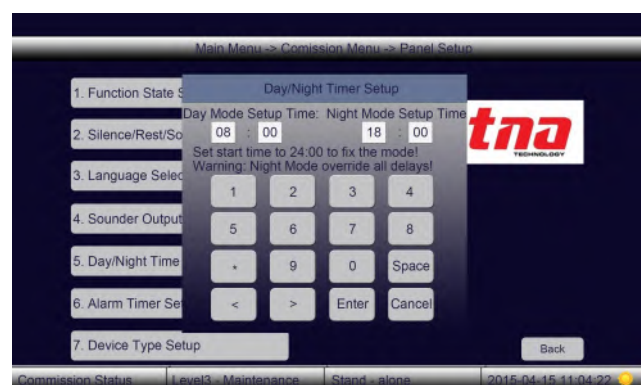 Main Menu -> Comission Menu -> Panel Setup
Day/Night Timer Setup
Day Mode Setup Time: Night Mode Setup Time
08 : 00 18 : 00
Set start time to 24:00 to fix the mode!
Warning: Night Mode override all delays!
1 2 3 4
5 6 7 8
* 9 0 Space
< > Enter Cancel
1. Function State S
2. Silence/Rest/So
3. Language Selec
4. Sounder Output
5. Day/Night Time
6. Alarm Timer Se
7. Device Type Setup
tna
TECHNOLOGY
Back
Commission Status Level3 - Maintenance Stand - alone 2015-04-15 11:04:22